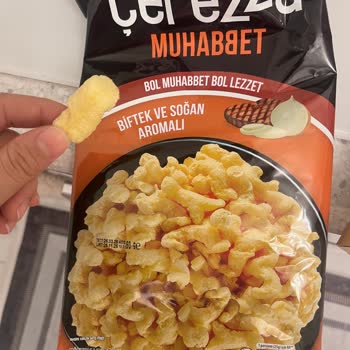 Çerezza
MUHABBET
BOL MUHABBET BOL LEZZET
BİFTEK VE SOĞAN
AROMALI